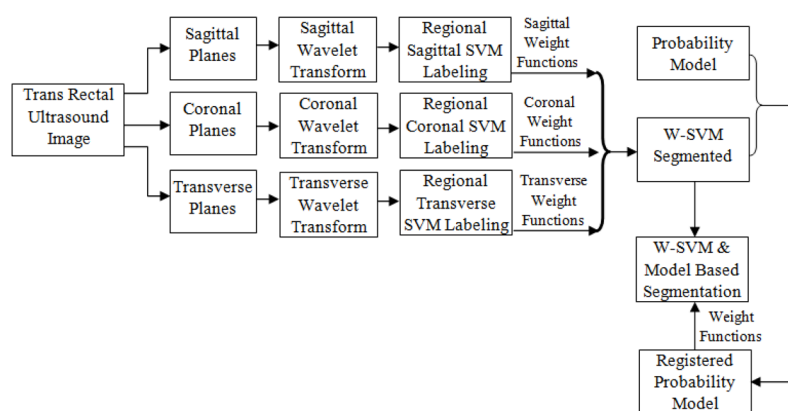 Trans Rectal
Ultrasound
Image
Sagittal
Planes
Sagittal
Wavelet
Transform
Regional
Sagittal SVM
Labeling
Sagittal
Weight
Functions
Coronal
Planes
Coronal
Wavelet
Transform
Regional
Coronal SVM
Labeling
Coronal
Weight
Functions
Transverse
Planes
Transverse
Wavelet
Transform
Regional
Transverse
SVM Labeling
Transverse
Weight
Functions
Probability
Model
W-SVM
Segmented
W-SVM &
Model Based
Segmentation
Weight
Functions
Registered
Probability
Model